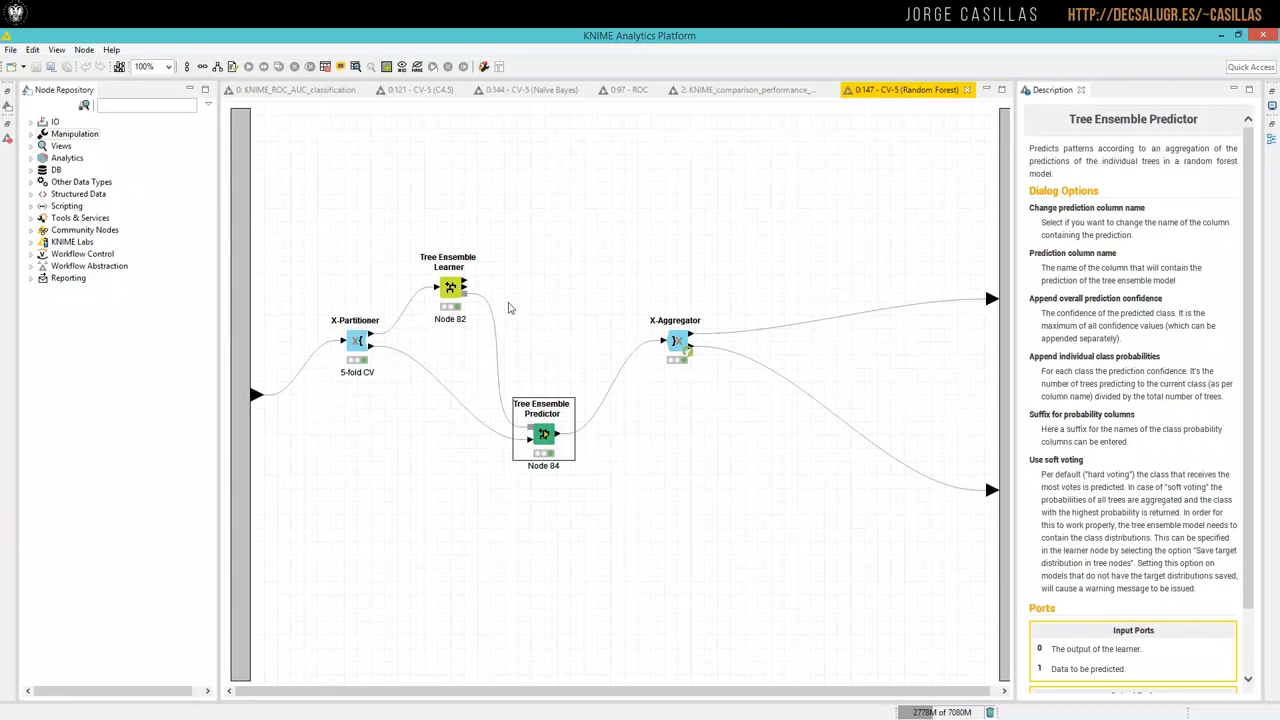 JORGE CASILLAS
HTTP://DECSAI.UGR.ES/~CASILLAS
KNIME Analytics Platform
File Edit View Node Help
100%
Quick Access
Node Repository
0: KNIME_ROC_AUC_classification
0:121 - CV-5 (C4.5)
0:144 - CV-5 (Naïve Bayes)
0:97 - ROC
2: KNIME_comparison_performance_...
0:147 - CV-5 (Random Forest)
Description
IO
Manipulation
Views
Analytics
DB
Other Data Types
Structured Data
Scripting
Tools & Services
Community Nodes
KNIME Labs
Workflow Control
Workflow Abstraction
Reporting
Tree Ensemble
Learner
Node 82
X-Partitioner
5-fold CV
Tree Ensemble
Predictor
Node 84
X-Aggregator
Tree Ensemble Predictor
Predicts patterns according to an aggregation of the
predictions of the individual trees in a random forest
model.
Dialog Options
Change prediction column name
Select if you want to change the name of the column
containing the prediction.
Prediction column name
The name of the column that will contain the
prediction of the tree ensemble model
Append overall prediction confidence
The confidence of the predicted class. It is the
maximum of all confidence values (which can be
appended separately).
Append individual class probabilities
For each class the prediction confidence. It's the
number of trees predicting to the current class (as per
column name) divided by the total number of trees.
Suffix for probability columns
Here a suffix for the names of the class probability
columns can be entered.
Use soft voting
Per default ("hard voting") the class that receives the
most votes is predicted. In case of "soft voting" the
probabilities of all trees are aggregated and the class
with the highest probability is returned. In order for
this to work properly, the tree ensemble model needs to
contain the class distributions. This can be specified
in the learner node by selecting the option "Save target
distribution in tree nodes". Setting this option on
models that do not have the target distributions saved,
will cause a warning message to be issued.
Ports
Input Ports
0 The output of the learner.
1 Data to be predicted.
2778M of 7080M